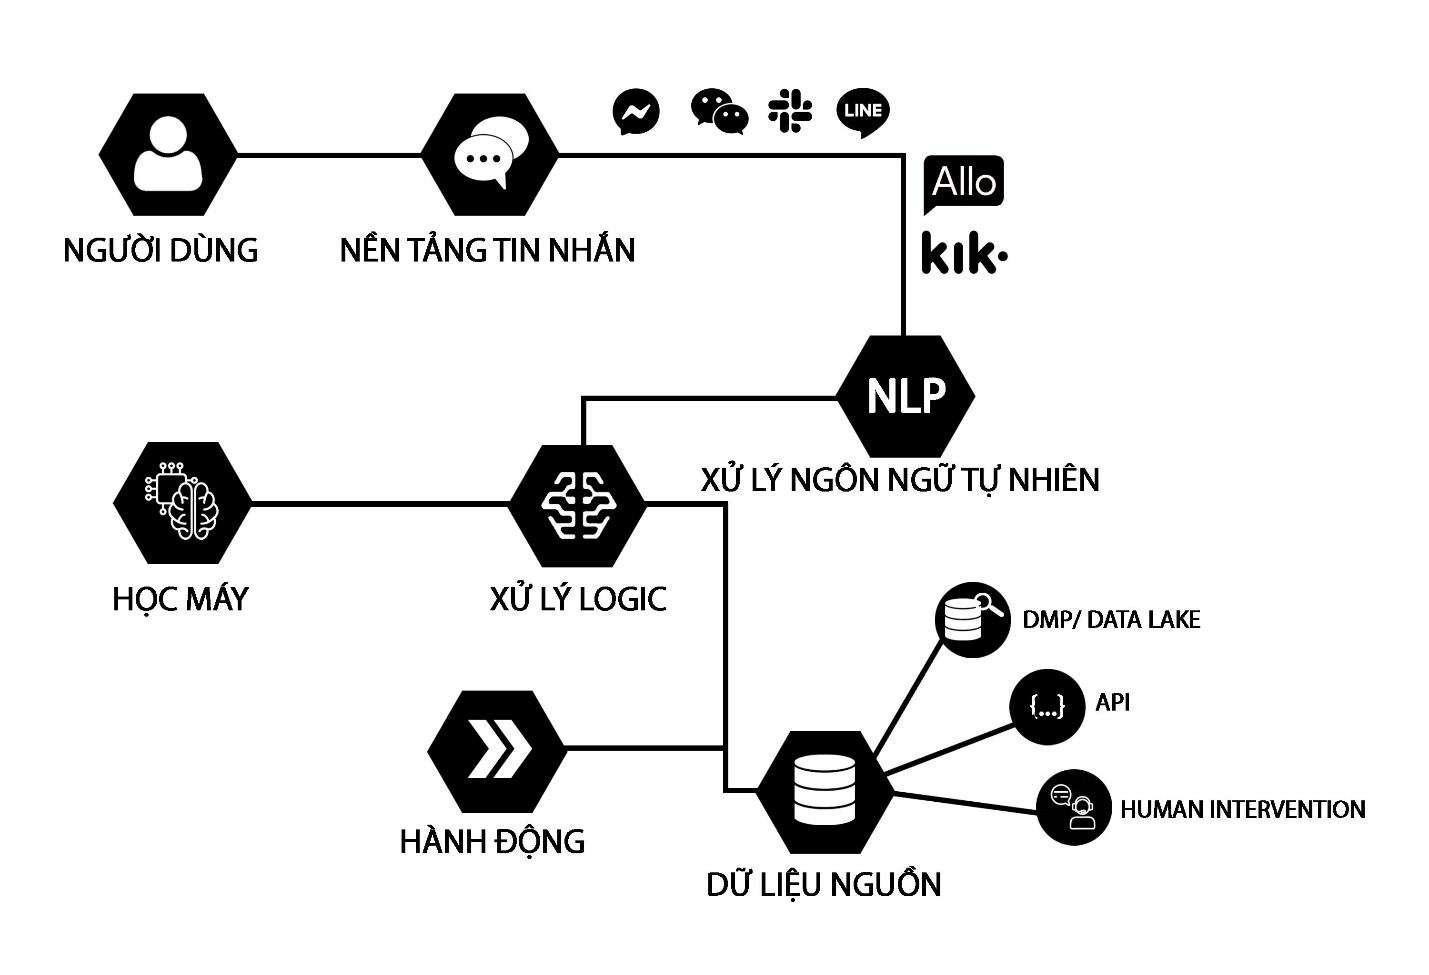 LINE
Allo
kik.
NGƯỜI DÙNG
NỀN TẢNG TIN NHẮN
NLP
XỬ LÝ NGÔN NGỮ TỰ NHIÊN
HỌC MÁY
XỬ LÝ LOGIC
DMP/ DATA LAKE
{...}
API
HUMAN INTERVENTION
HÀNH ĐỘNG
DỮ LIỆU NGUỒN